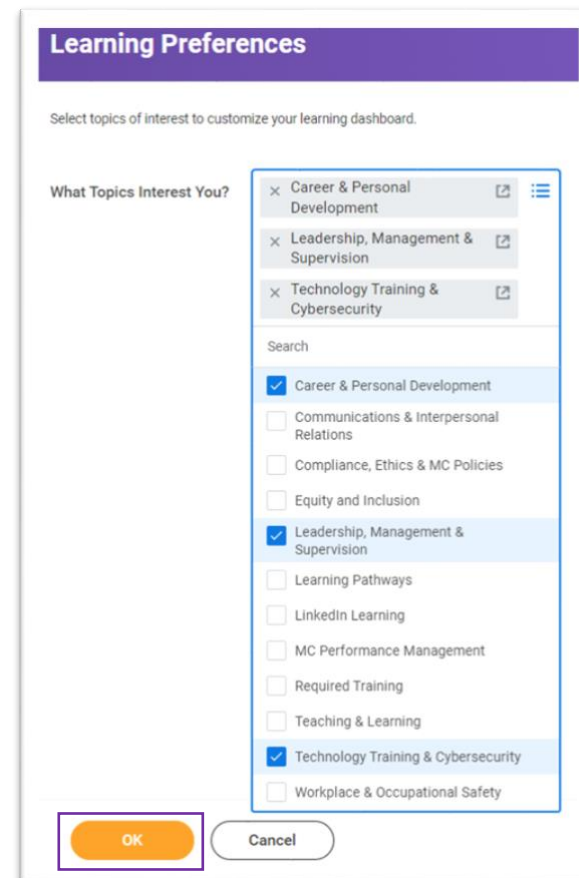 Learning Preferences
Select topics of interest to customize your learning dashboard.
What Topics Interest You?
Career & Personal
Development
Leadership, Management &
Supervision
Technology Training &
Cybersecurity
Search
Career & Personal Development
Communications & Interpersonal
Relations
Compliance, Ethics & MC Policies
Equity and Inclusion
Leadership, Management &
Supervision
Learning Pathways
LinkedIn Learning
MC Performance Management
Required Training
Teaching & Learning
Technology Training & Cybersecurity
Workplace & Occupational Safety
OK
Cancel